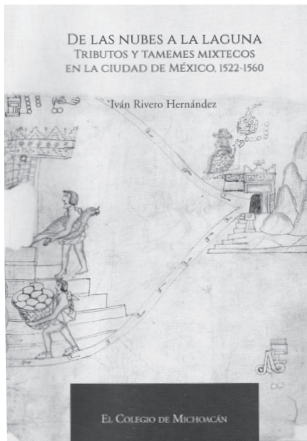 DE LAS NUBES A LA LAGUNA
TRIBUTOS Y TAMEMES MIXTECOS
EN LA CIUDAD DE MÉXICO, 1522-1560
Iván Rivero Hernández
EL COLEGIO DE MICHOACÁN